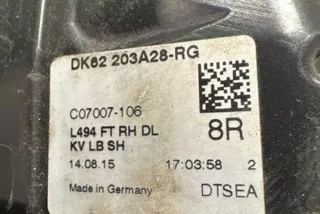 DK62 203A28-RG
C07007-106
8R
L494 FT RH DL
KV LB SH
14.08.15 17:03:58 2
Made in Germany DTSEA